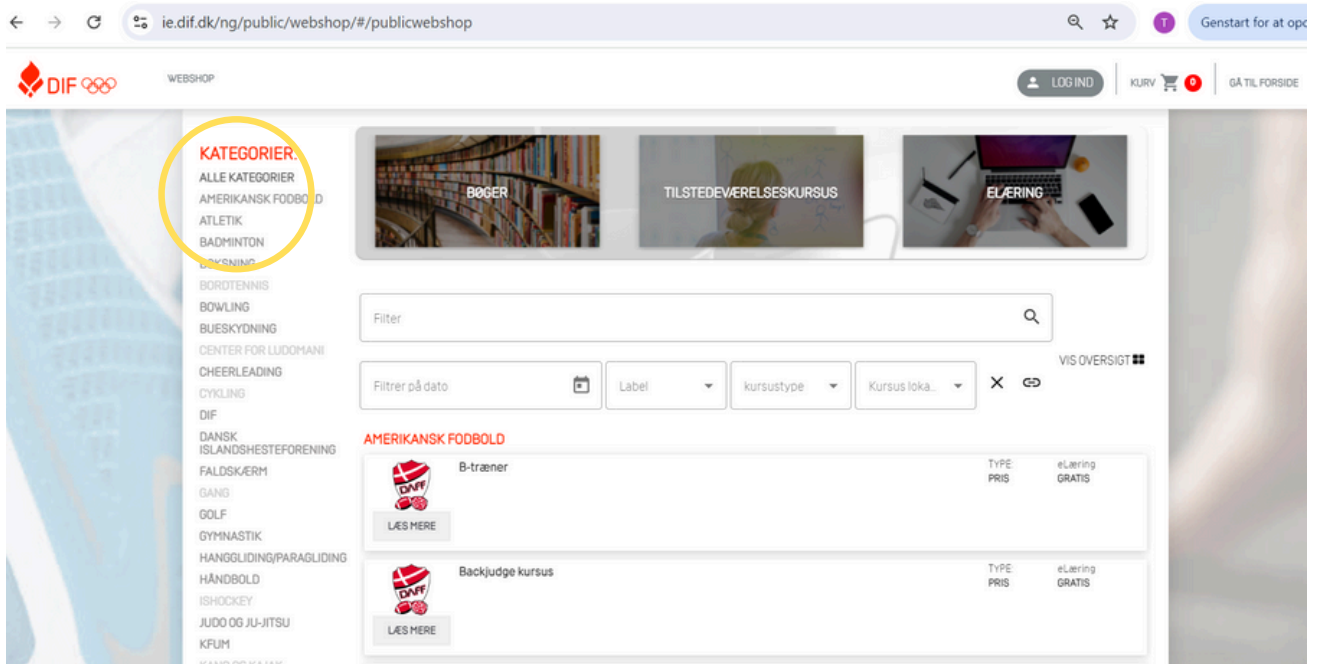 ie.dif.dk/ng/public/webshop/#/publicwebshop
T
Genstart for at opd
DIF
WEBSHOP
LOG IND
KURV
0
GÅ TIL FORSIDE
KATEGORIER:
ALLE KATEGORIER
AMERIKANSK FODBOLD
ATLETIK
BADMINTON
BOKSNING
BORDTENNIS
BOWLING
BUESKYDNING
CENTER FOR LUDOMANI
CHEERLEADING
CYKLING
DIF
DANSK
ISLANDSHESTEFORENING
FALDSKÆRM
GANG
GOLF
GYMNASTIK
HANGGLIDING/PARAGLIDING
HÅNDBOLD
ISHOCKEY
JUDO OG JU-JITSU
KFUM
KANO OG KAJAK
BØGER
TILSTEDEVÆRELSESKURSUS
ELÆRING
Filter
VIS OVERSIGT
Filtrer på dato
Label
kursustype
Kursus loka...
AMERIKANSK FODBOLD
DAFF
B-træner
TYPE eLæring
PRIS GRATIS
LÆS MERE
DAFF
Backjudge kursus
TYPE eLæring
PRIS GRATIS
LÆS MERE